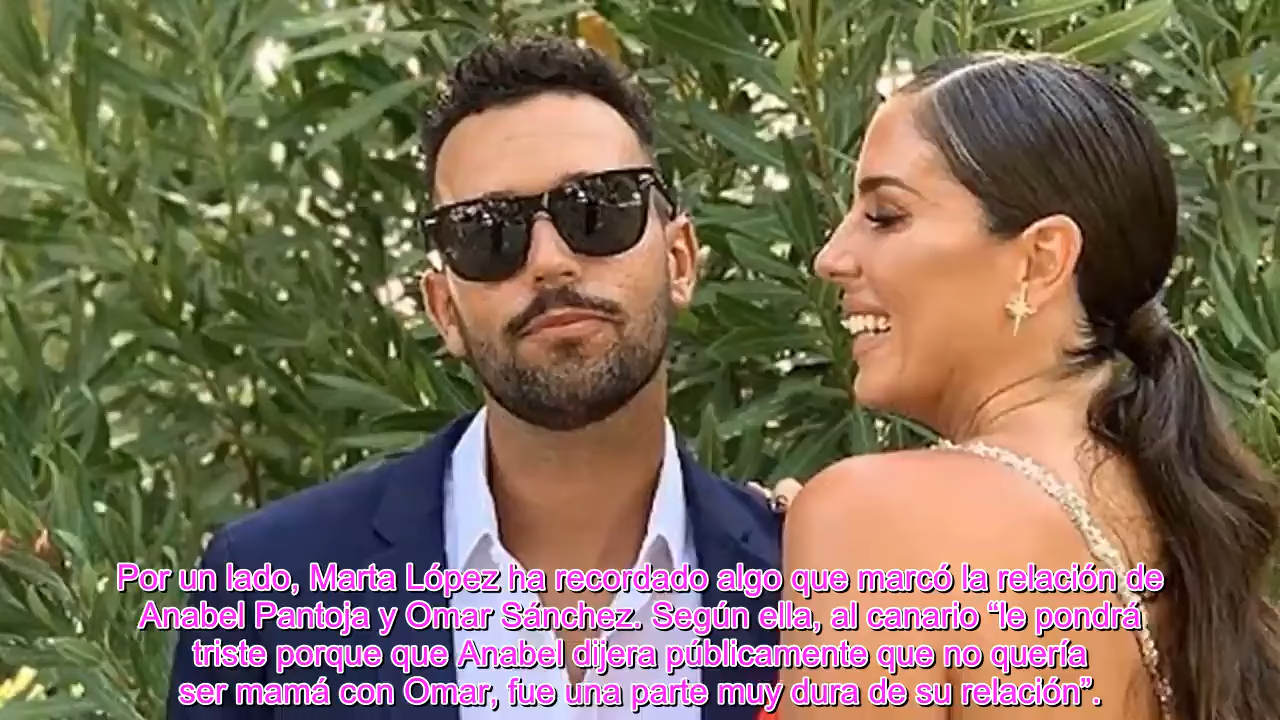 Por un lado, Marta López ha recordado algo que marcó la relación de
Anabel Pantoja y Omar Sánchez. Según ella, al canario “le pondrá
triste porque que Anabel dijera públicamente que no quería
ser mamá con Omar, fue una parte muy dura de su relación”.